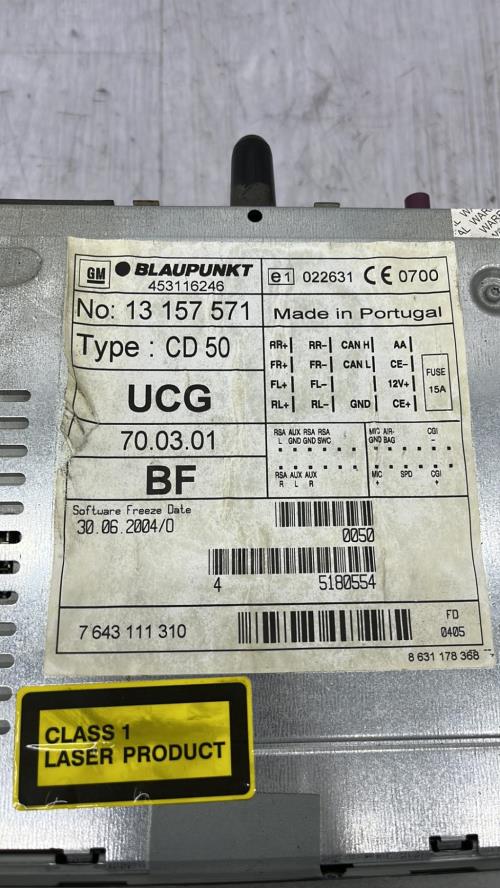 GM BLAUPUNKT
453116246
e1 022631 CE 0700
No: 13 157 571
Made in Portugal
Type : CD 50
RR+ RR- CAN H AA
FR+ FR- CAN L CE-
FL+ FL- 12V+
RL+ RL- GND CE+
FUSE
15A
UCG
70.03.01
BF
RSA AUX RSA RSA MIC AIR- CGI
L GND GND SWC GND BAG -
RSA AUX AUX MIC SPD CGI
R L R + +
Software Freeze Date
30.06.2004/0
0050
4 5180554
7 643 111 310
FD
0405
8 631 178 368
CLASS 1
LASER PRODUCT